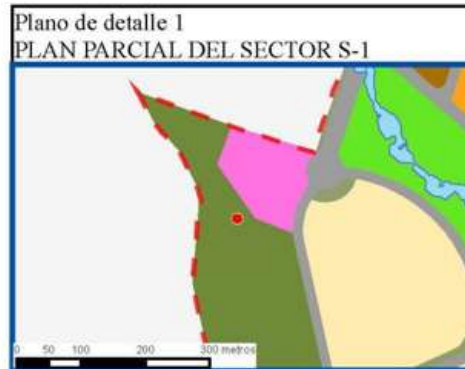 Plano de detalle 1
PLAN PARCIAL DEL SECTOR S-1
0 50 100 200 300 metros